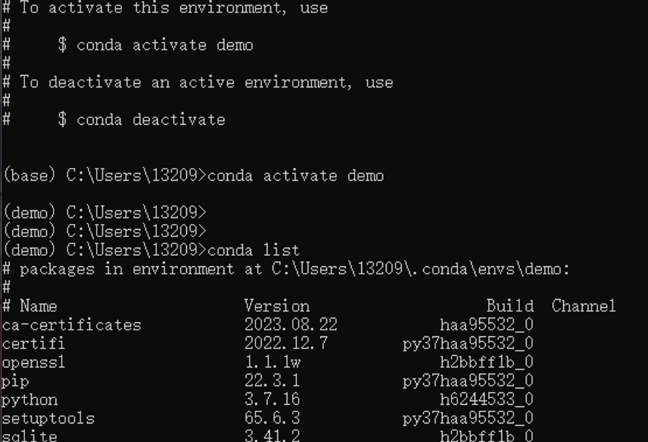 # To activate this environment, use
#
#     $ conda activate demo
#
# To deactivate an active environment, use
#
#     $ conda deactivate
(base) C:\Users\13209>conda activate demo
(demo) C:\Users\13209>
(demo) C:\Users\13209>
(demo) C:\Users\13209>conda list
# packages in environment at C:\Users\13209\.conda\envs\demo:
#
# Name                    Version                   Build  Channel
ca-certificates           2023.08.22           haa95532_0
certifi                   2022.12.7        py37haa95532_0
openssl                   1.1.1w               h2bbff1b_0
pip                       22.3.1           py37haa95532_0
python                    3.7.16               h6244533_0
setuptools                65.6.3           py37haa95532_0
sqlite                    3.41.2               h2bbff1b_0